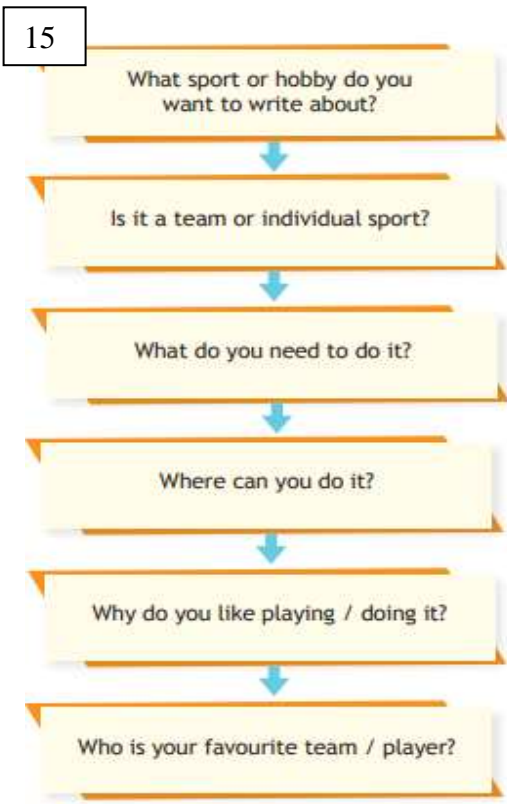 15
What sport or hobby do you
want to write about?
Is it a team or individual sport?
What do you need to do it?
Where can you do it?
Why do you like playing / doing it?
Who is your favourite team / player?